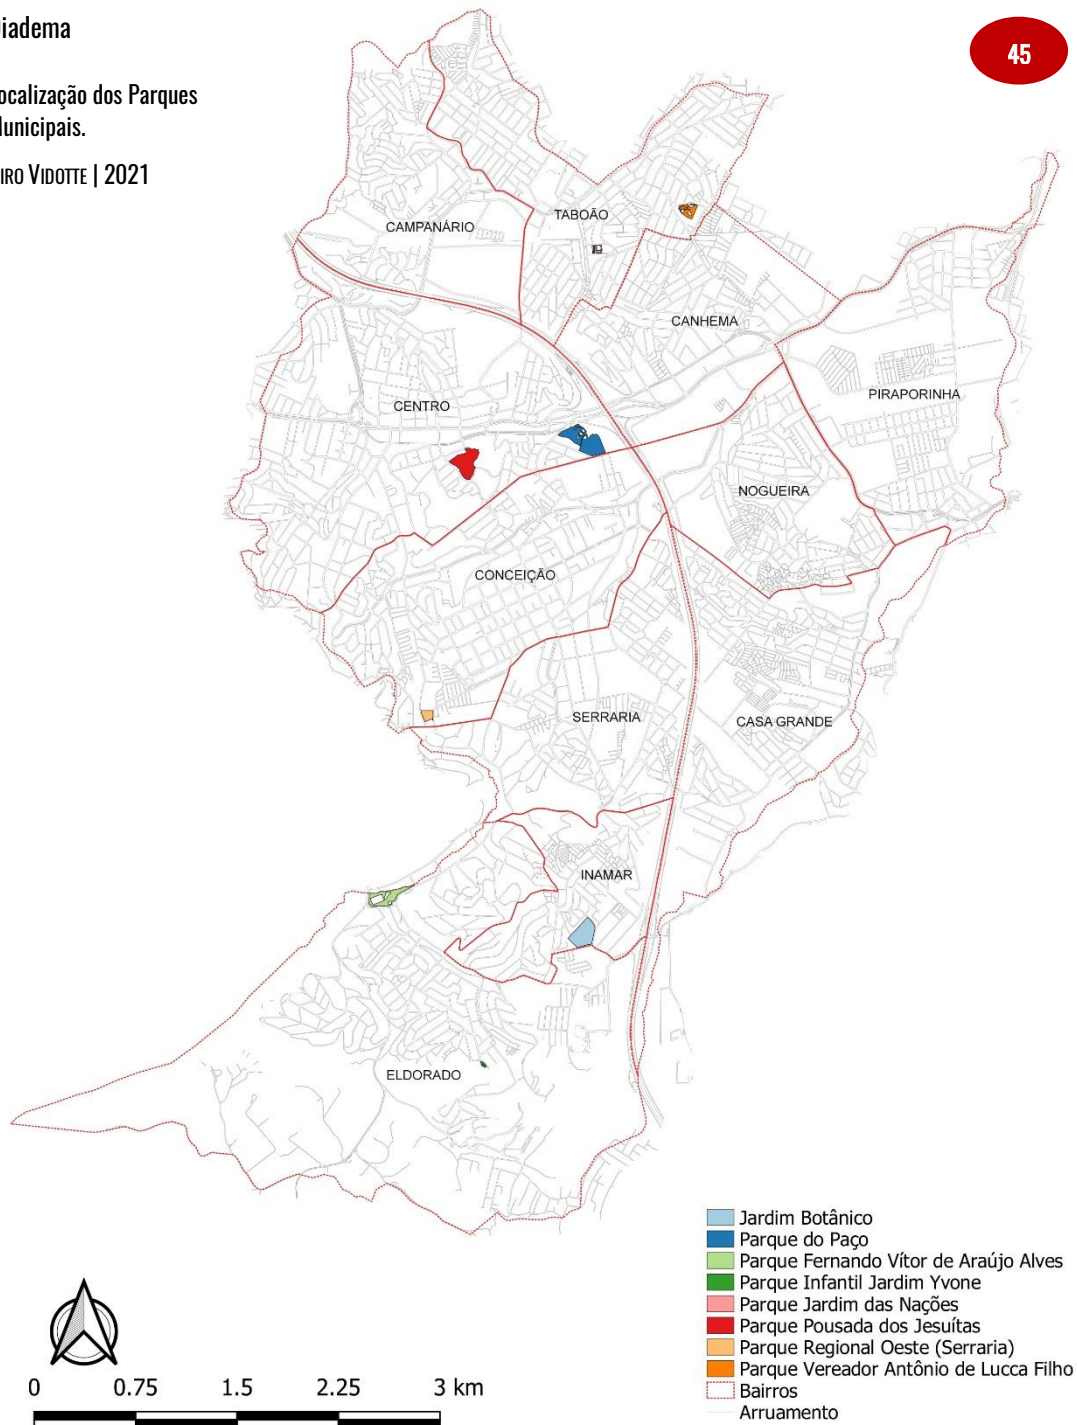 iadema
45
ocalização dos Parques
unicipais.
IRO VIDOTTE | 2021
CAMPANÁRIO
TABOÃO
CANHEMA
CENTRO
PIRAPORINHA
NOGUEIRA
CONCEIÇÃO
SERRARIA
CASA GRANDE
INAMAR
ELDORADO
Jardim Botânico
Parque do Paço
Parque Fernando Vítor de Araújo Alves
Parque Infantil Jardim Yvone
Parque Jardim das Nações
Parque Pousada dos Jesuítas
Parque Regional Oeste (Serraria)
Parque Vereador Antônio de Lucca Filho
Bairros
Arruamento
0 0.75 1.5 2.25 3 km